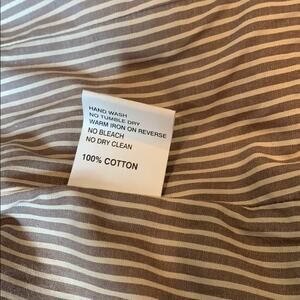 HAND WASH
NO TUMBLE DRY
WARM IRON ON REVERSE
NO BLEACH
NO DRY CLEAN
100% COTTON